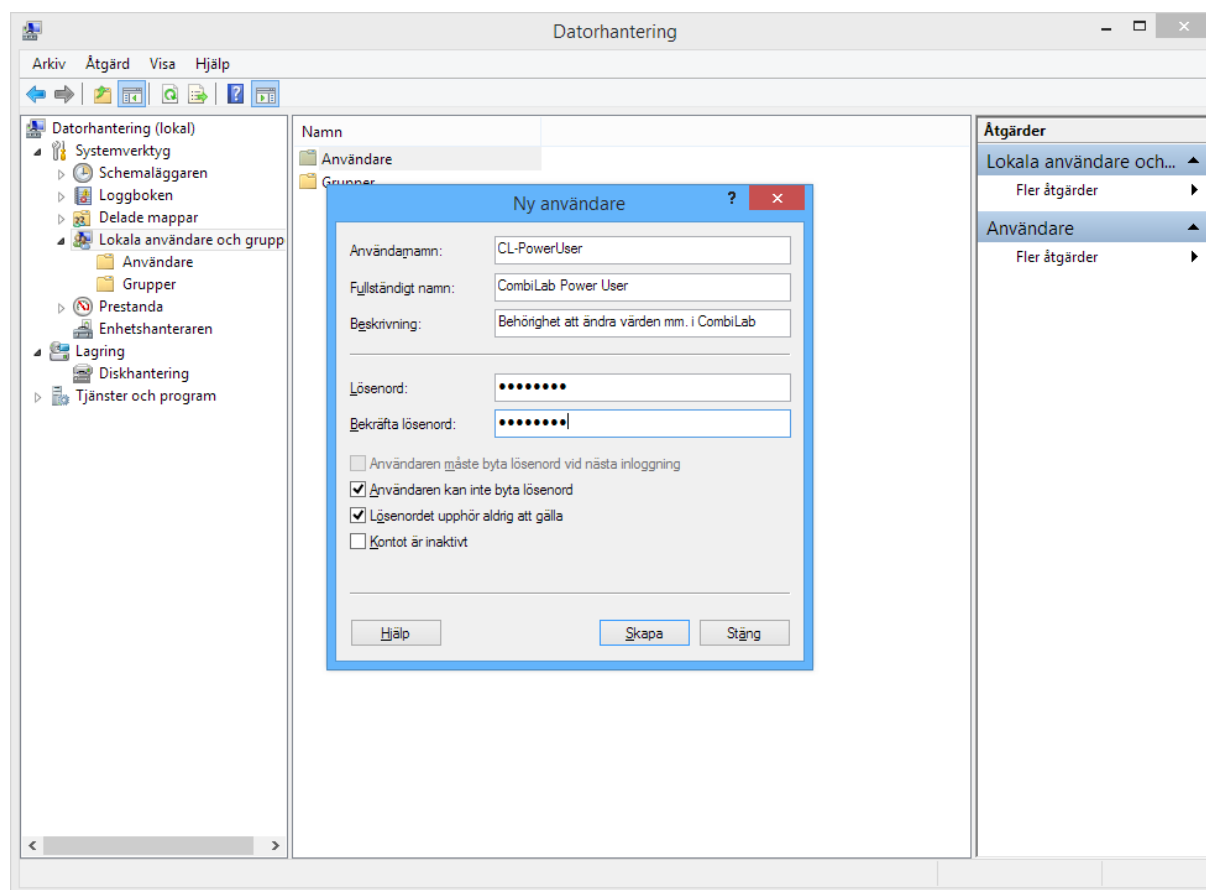 Datorhantering
Arkiv Åtgärd Visa Hjälp
Datorhantering (lokal)
Systemverktyg
Schemaläggaren
Loggboken
Delade mappar
Lokala användare och grupp
Användare
Grupper
Prestanda
Enhetshanteraren
Lagring
Diskhantering
Tjänster och program
Namn
Användare
Grupper
Ny användare
Användarnamn: CL-PowerUser
Fullständigt namn: CombiLab Power User
Beskrivning: Behörighet att ändra värden mm. i CombiLab
Lösenord: ••••••••
Bekräfta lösenord: ••••••••
Användaren måste byta lösenord vid nästa inloggning
Användaren kan inte byta lösenord
Lösenordet upphör aldrig att gälla
Kontot är inaktivt
Hjälp Skapa Stäng
Åtgärder
Lokala användare och...
Fler åtgärder
Användare
Fler åtgärder